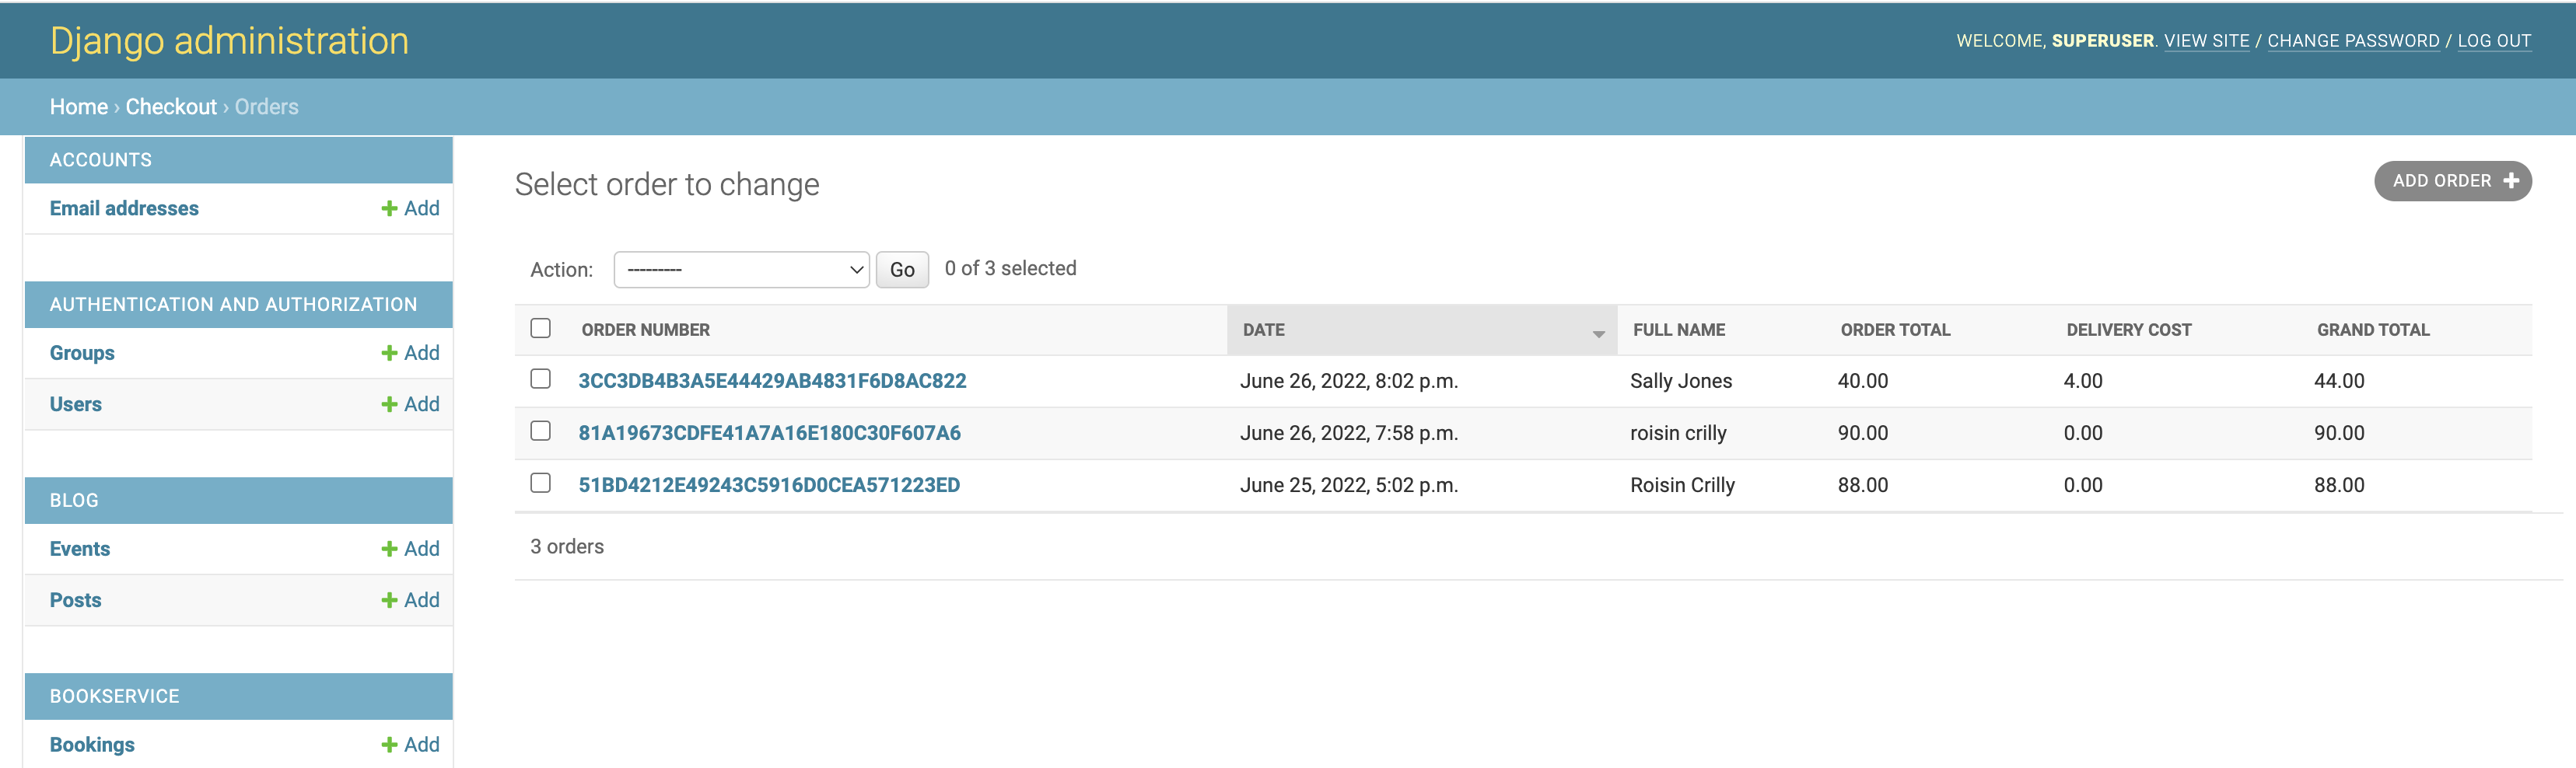 Django administration
WELCOME, SUPERUSER. VIEW SITE / CHANGE PASSWORD / LOG OUT
Home › Checkout › Orders
ACCOUNTS
Email addresses + Add
AUTHENTICATION AND AUTHORIZATION
Groups + Add
Users + Add
BLOG
Events + Add
Posts + Add
BOOKSERVICE
Bookings + Add
Select order to change
ADD ORDER +
Action: --------- Go 0 of 3 selected
ORDER NUMBER DATE FULL NAME ORDER TOTAL DELIVERY COST GRAND TOTAL
3CC3DB4B3A5E44429AB4831F6D8AC822 June 26, 2022, 8:02 p.m. Sally Jones 40.00 4.00 44.00
81A19673CDFE41A7A16E180C30F607A6 June 26, 2022, 7:58 p.m. roisin crilly 90.00 0.00 90.00
51BD4212E49243C5916D0CEA571223ED June 25, 2022, 5:02 p.m. Roisin Crilly 88.00 0.00 88.00
3 orders